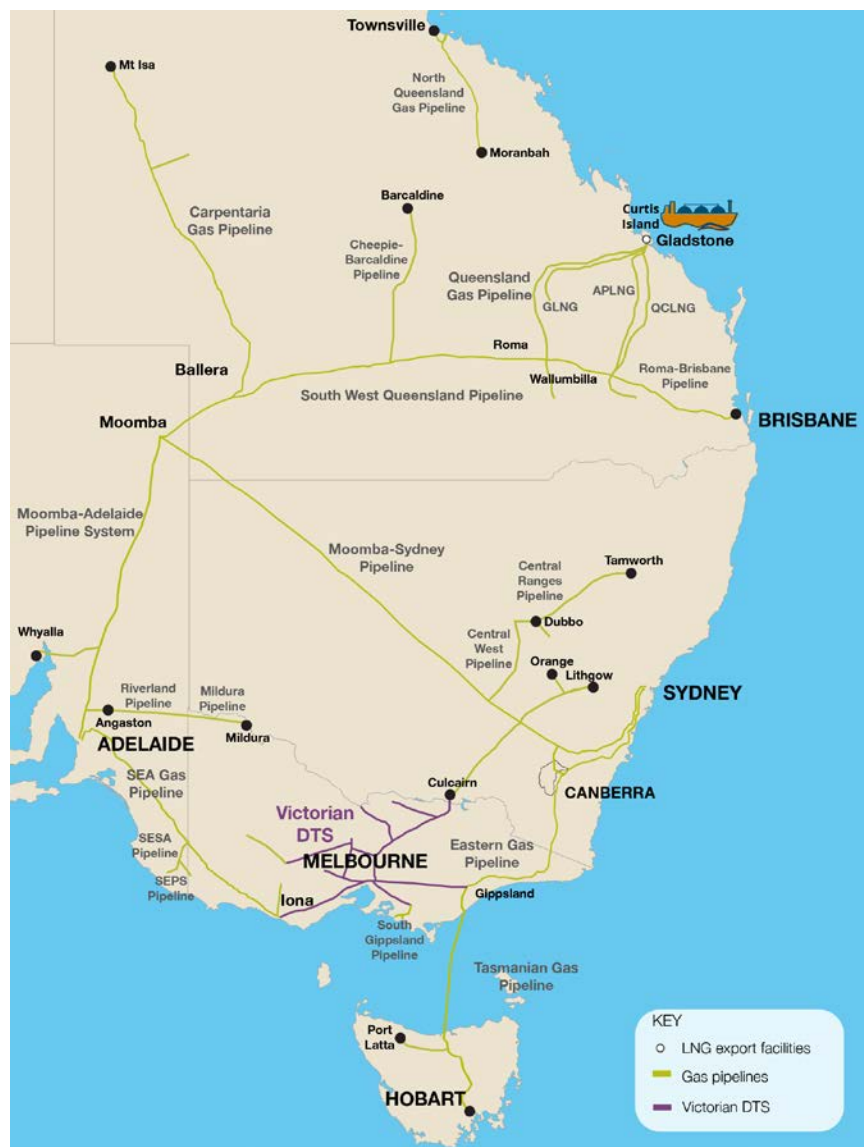 Townsville
Mt Isa
North
Queensland
Gas Pipeline
Moranbah
Barcaldine
Curtis
Island
Gladstone
Carpentaria
Gas Pipeline
Cheepie-
Barcaldine
Pipeline
Queensland
Gas Pipeline
GLNG
APLNG
QCLNG
Roma
Ballera
Wallumbilla
Roma-Brisbane
Pipeline
South West Queensland Pipeline
Moomba
BRISBANE
Moomba-Adelaide
Pipeline System
Moomba-Sydney
Pipeline
Central
Ranges
Pipeline
Tamworth
Dubbo
Whyalla
Central
West
Pipeline
Orange
Lithgow
SYDNEY
Riverland
Pipeline
Mildura
Pipeline
Angaston
Mildura
ADELAIDE
SEA Gas
Pipeline
Culcairn
CANBERRA
Victorian
DTS
SESA
Pipeline
MELBOURNE
Eastern Gas
Pipeline
SEPS
Pipeline
Iona
Gippsland
South
Gippsland
Pipeline
Tasmanian Gas
Pipeline
Port
Latta
HOBART
KEY
LNG export facilities
Gas pipelines
Victorian DTS